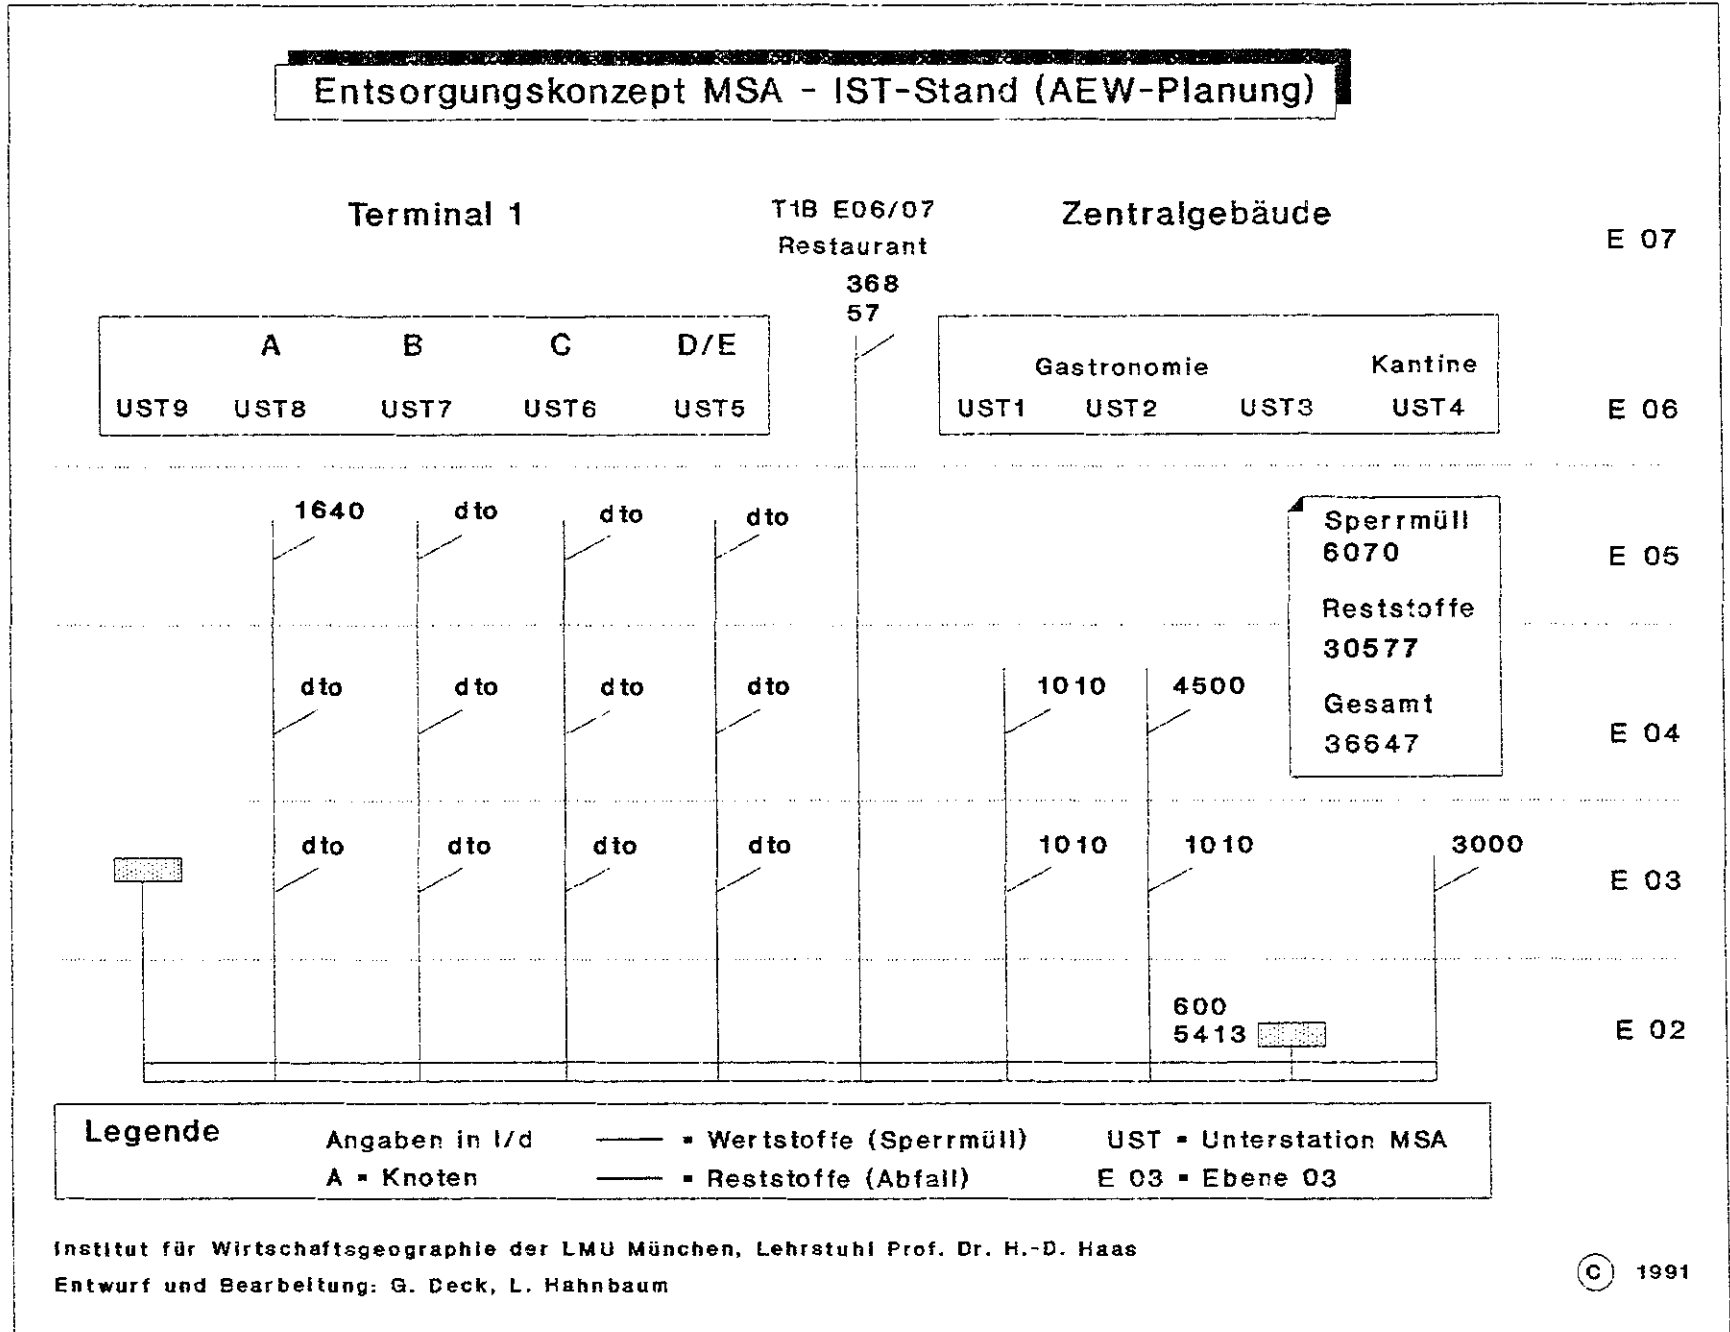 Entsorgungskonzept MSA - IST-Stand (AEW-Planung)
Terminal 1
T1B E06/07
Restaurant
368
57
Zentralgebäude
E 07
A B C D/E
UST9 UST8 UST7 UST6 UST5
Gastronomie Kantine
UST1 UST2 UST3 UST4
E 06
1640 dto dto dto
E 05
Sperrmüll
6070
Reststoffe
30577
Gesamt
36647
dto dto dto dto 1010 4500
E 04
dto dto dto dto 1010 1010 3000
E 03
600
5413
E 02
Legende
Angaben in l/d
A = Knoten
= Wertstoffe (Sperrmüll)
= Reststoffe (Abfall)
UST = Unterstation MSA
E 03 = Ebene 03
Institut für Wirtschaftsgeographie der LMU München, Lehrstuhl Prof. Dr. H.-D. Haas
Entwurf und Bearbeitung: G. Deck, L. Hahnbaum
© 1991